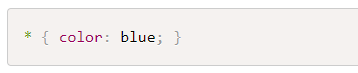 * { color: blue; }